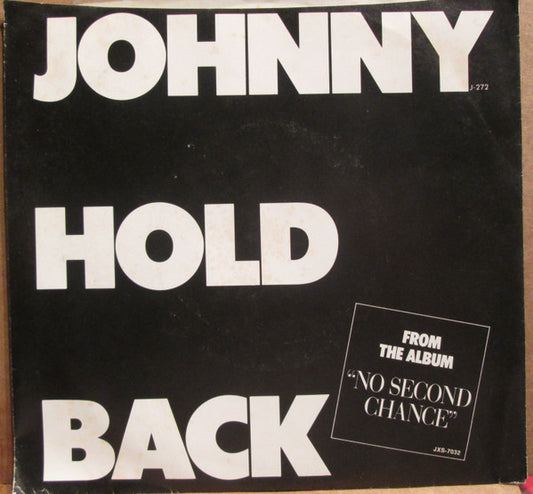 JOHNNY
J-272
HOLD
BACK
FROM
THE ALBUM
“NO SECOND
CHANCE”
JXS-7032